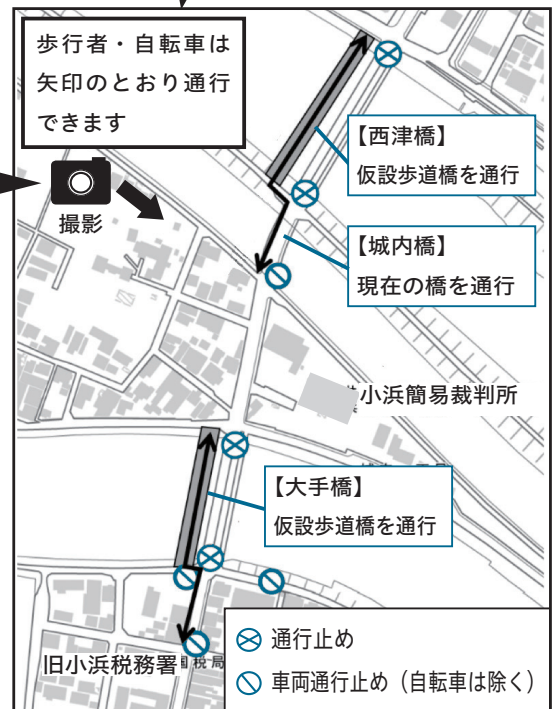 歩行者・自転車は
矢印のとおり通行
できます
撮影
【西津橋】
仮設歩道橋を通行
【城内橋】
現在の橋を通行
小浜簡易裁判所
【大手橋】
仮設歩道橋を通行
旧小浜税務署
通行止め
車両通行止め（自転車は除く）